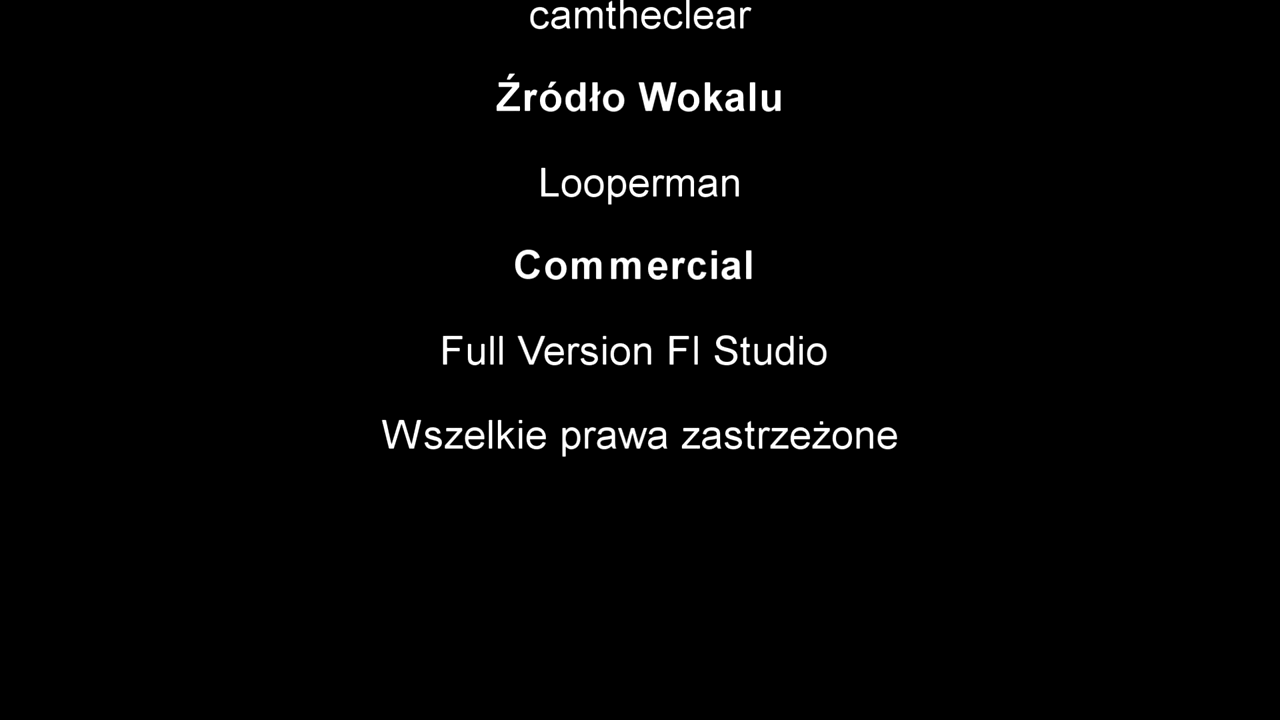 camtheclear
Źródło Wokalu
Looperman
Commercial
Full Version Fl Studio
Wszelkie prawa zastrzeżone